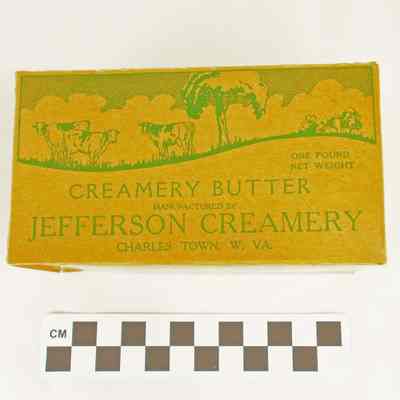 ONE POUND
NET WEIGHT
CREAMERY BUTTER
MANUFACTURED BY
JEFFERSON CREAMERY
CHARLES TOWN, W. VA.
CM